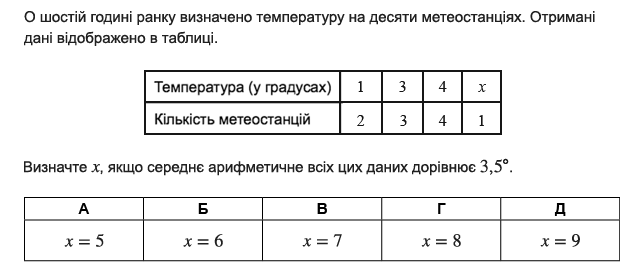 О шостій годині ранку визначено температуру на десяти метеостанціях. Отримані
дані відображено в таблиці.
Температура (у градусах) 1 3 4 x
Кількість метеостанцій 2 3 4 1
Визначте x, якщо середнє арифметичне всіх цих даних дорівнює 3,5°.
А Б В Г Д
x = 5 x = 6 x = 7 x = 8 x = 9